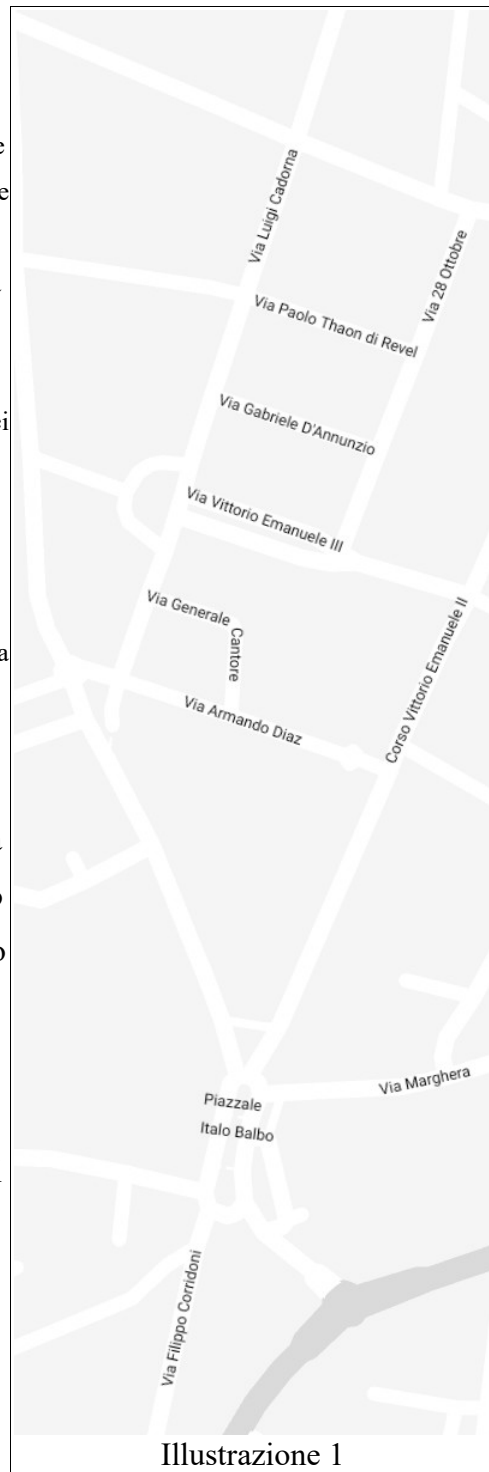 Via Luigi Cadorna
Via 28 Ottobre
Via Paolo Thaon di Revel
Via Gabriele D'Annunzio
Via Vittorio Emanuele III
Via Generale
Cantore
Corso Vittorio Emanuele II
Via Armando Diaz
Via Marghera
Piazzale
Italo Balbo
Via Filippo Corridoni
Illustrazione 1